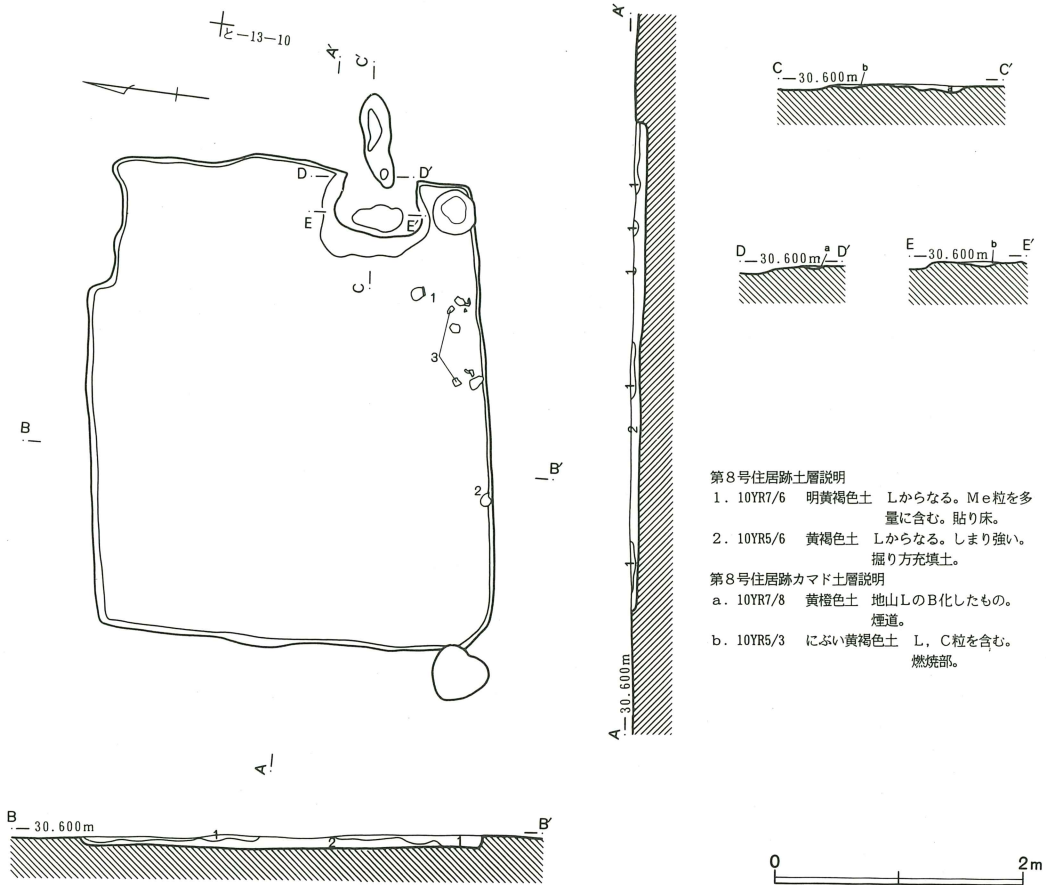 と—13—10
A′
C′
D
D′
E
E′
C
1
3
2
B
B′
A
B
30.600m
B′
1
2
1
A′
1
1
1
1
2
1
A
30.600m
C
30.600m
b
a
C′
D
30.600m
a
D′
E
30.600m
b
E′
第8号住居跡土層説明
1．10YR7/6　明黄褐色土　Lからなる。Me粒を多
量に含む。貼り床。
2．10YR5/6　黄褐色土　Lからなる。しまり強い。
掘り方充填土。
第8号住居跡カマド土層説明
a．10YR7/8　黄橙色土　地山LのB化したもの。
煙道。
b．10YR5/3　にぶい黄褐色土　L，C粒を含む。
燃焼部。
0
2m